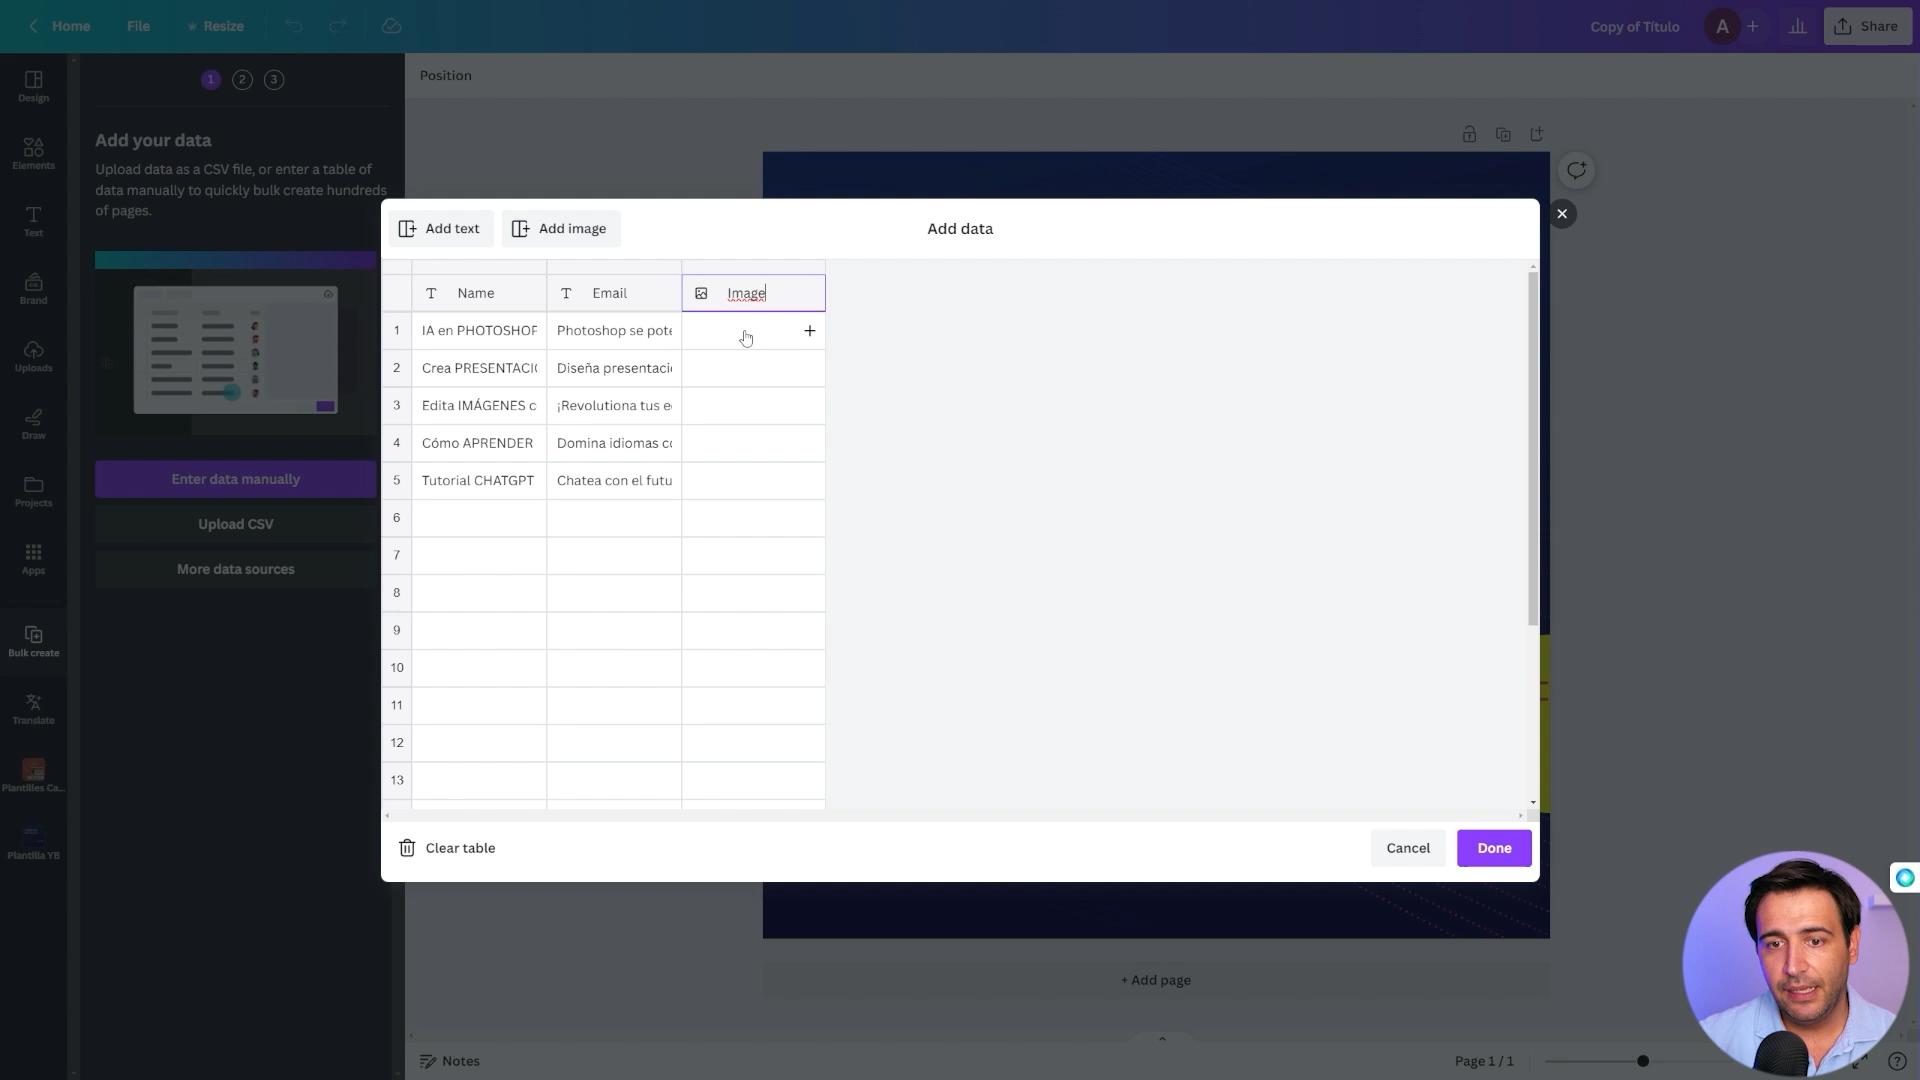 Home
File
Resize
Copy of Título
A
Share
Design
Elements
Text
Brand
Uploads
Draw
Projects
Apps
Bulk create
Translate
Plantilles Ca...
Plantilla YB
1
2
3
Add your data
Upload data as a CSV file, or enter a table of
data manually to quickly bulk create hundreds
of pages.
Enter data manually
Upload CSV
More data sources
Position
Add text
Add image
Add data
Name Email Image
1 IA en PHOTOSHOP Photoshop se pote
2 Crea PRESENTACI Diseña presentaci
3 Edita IMÁGENES c ¡Revolutiona tus e
4 Cómo APRENDER Domina idiomas c
5 Tutorial CHATGPT Chatea con el futu
6
7
8
9
10
11
12
13
Clear table
Cancel
Done
+ Add page
Notes
Page 1 / 1
?